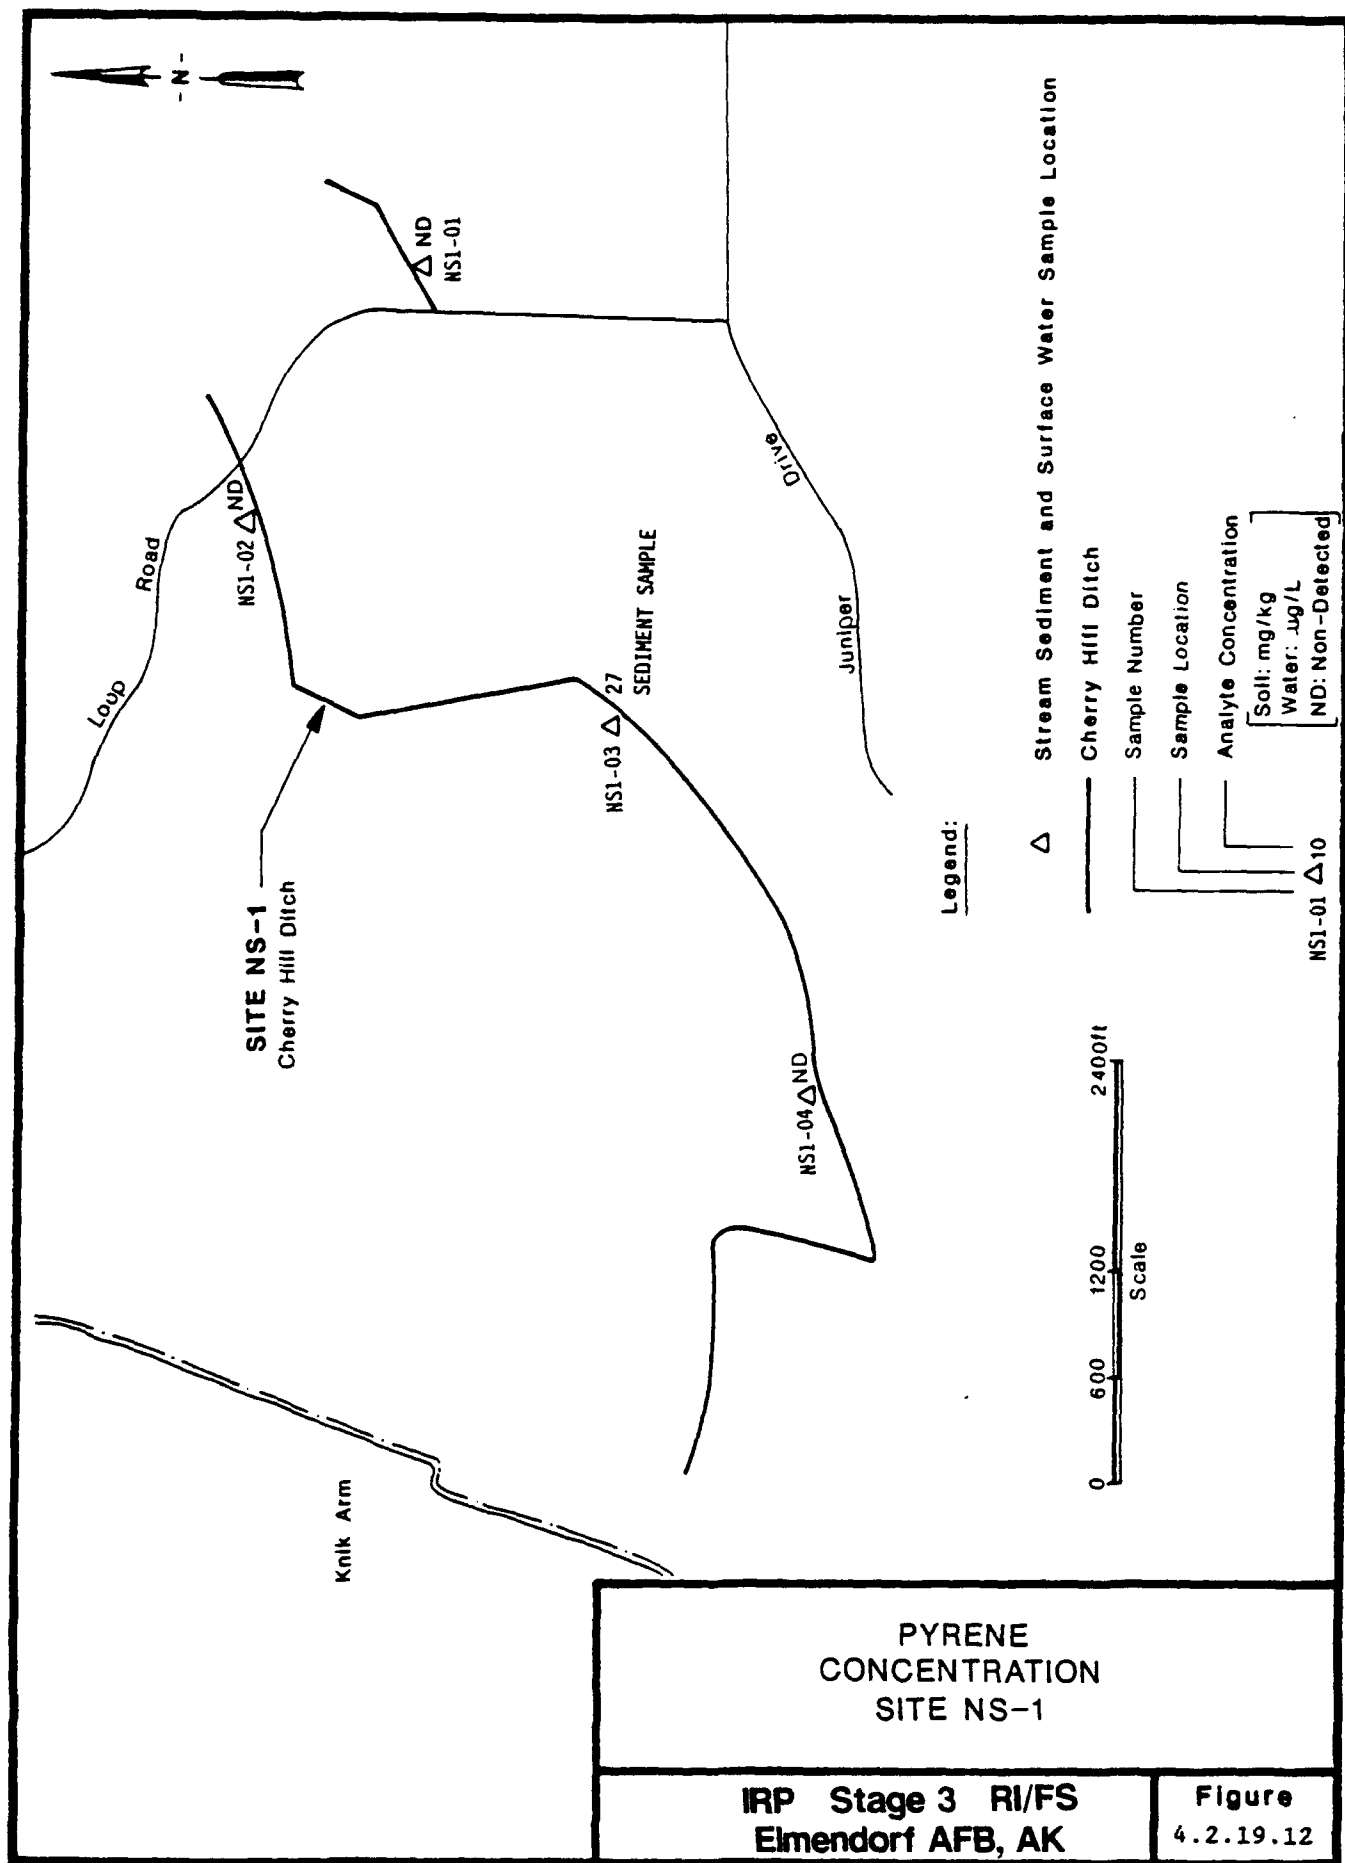 - N -
ND
NS1-01
Loup Road
NS1-02 ND
SITE NS-1
Cherry Hill Ditch
NS1-03 27
SEDIMENT SAMPLE
Juniper Drive
NS1-04 ND
Knik Arm
Legend:
Stream Sediment and Surface Water Sample Location
Cherry Hill Ditch
Sample Number
Sample Location
Analyte Concentration
Soil: mg/kg
Water: µg/L
ND: Non-Detected
NS1-01 10
0 600 1200 2400ft
Scale
PYRENE
CONCENTRATION
SITE NS-1
IRP Stage 3 RI/FS
Elmendorf AFB, AK
Figure
4.2.19.12